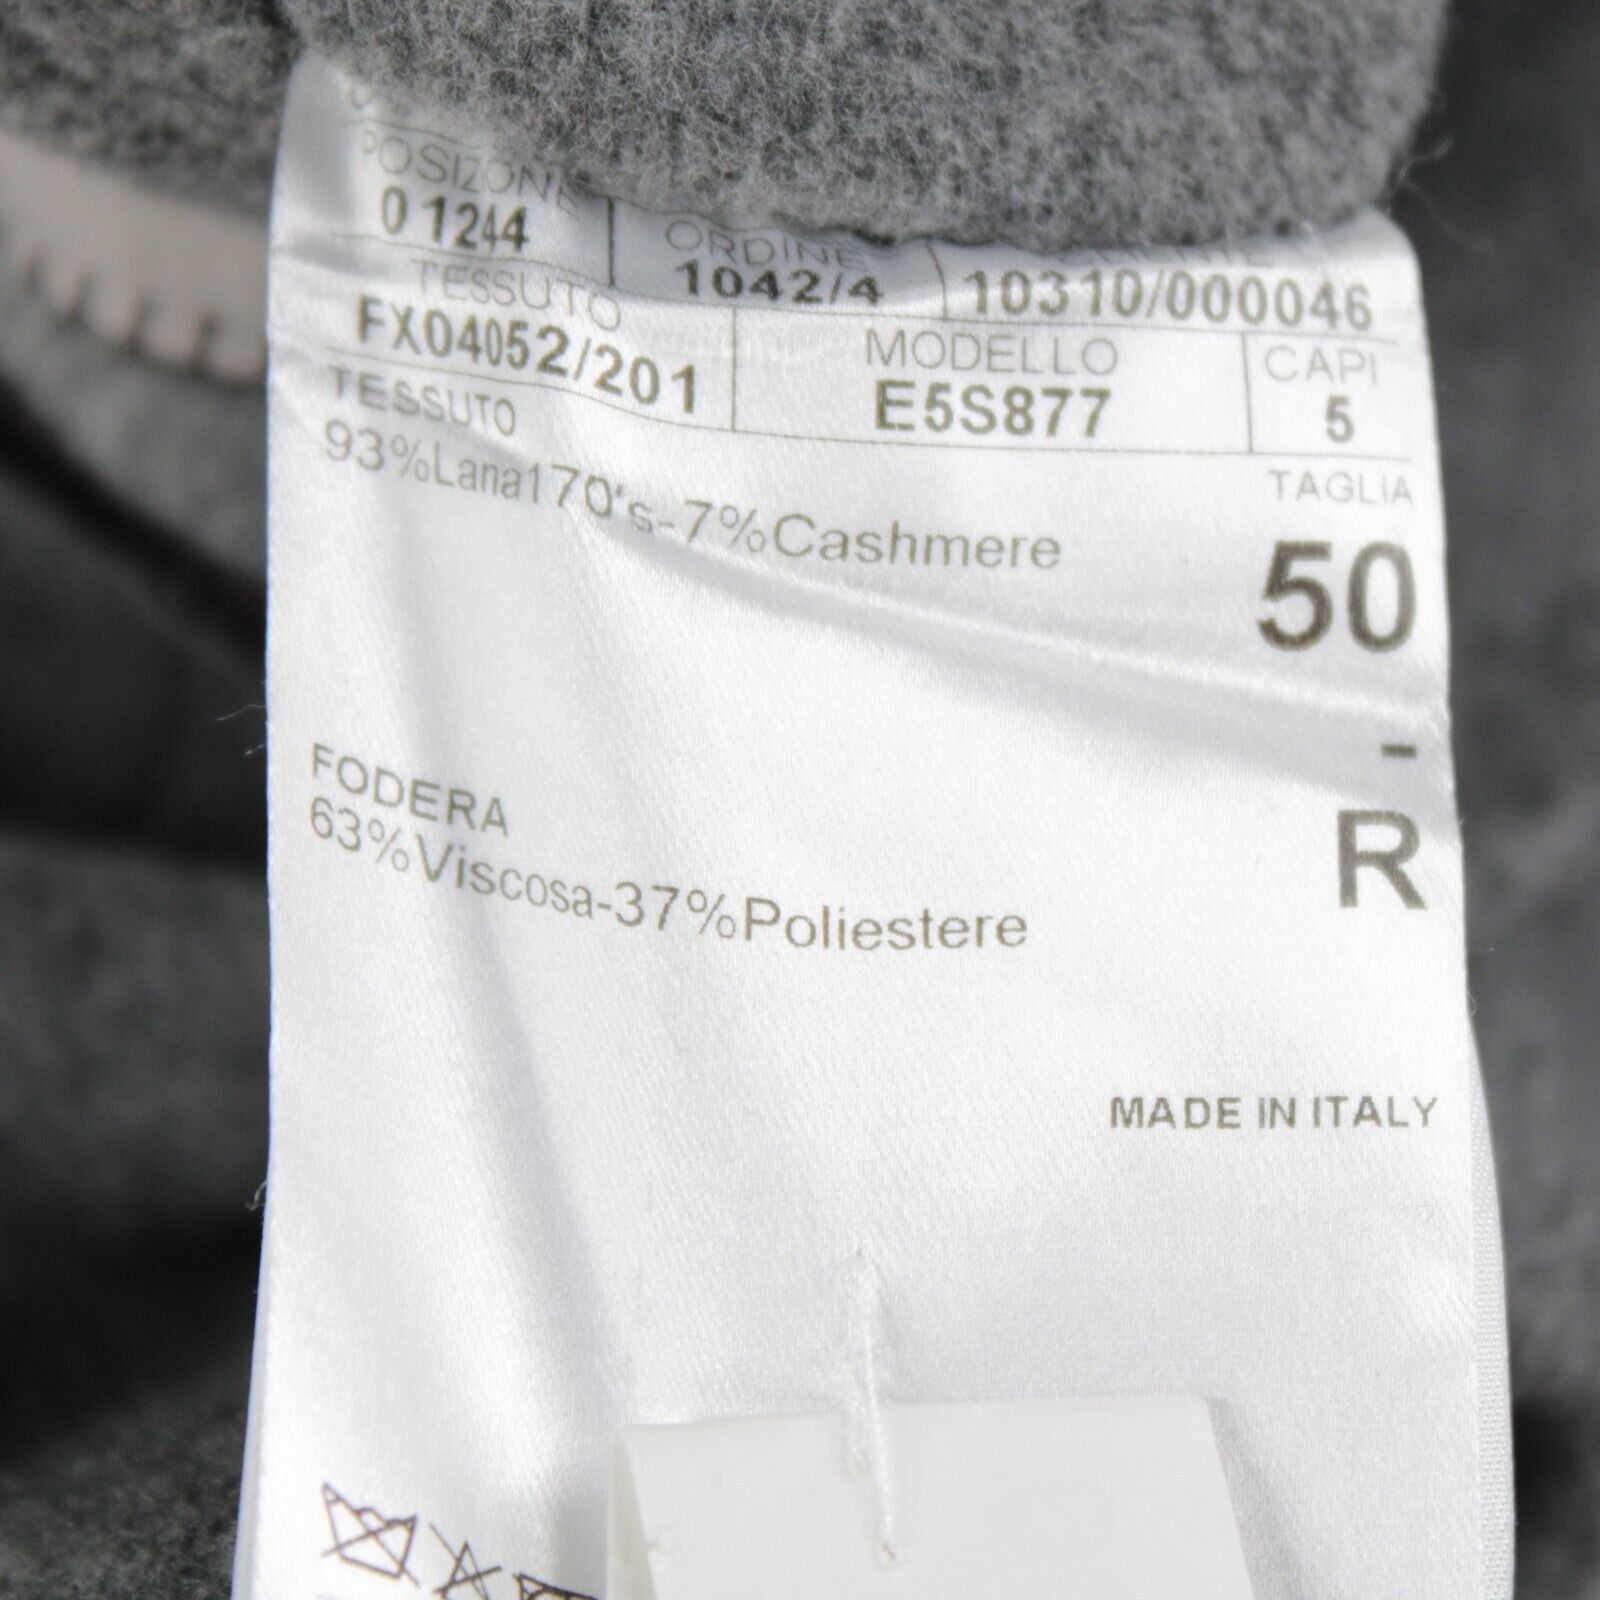 POSIZONE
0 1244
ORDINE
1042/4
10310/000046
TESSUTO
FX04052/201
MODELLO
E5S877
CAPI
5
TESSUTO
93%Lana170's-7%Cashmere
TAGLIA
50
-
R
FODERA
63%Viscosa-37%Poliestere
MADE IN ITALY